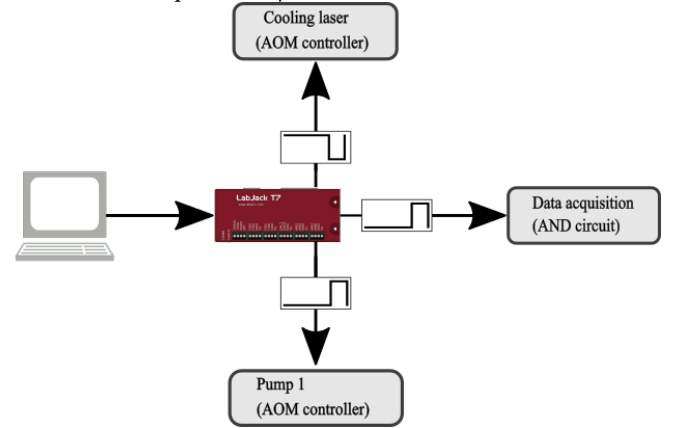 Cooling laser
(AOM controller)
LabJack T7
Data acquisition
(AND circuit)
Pump 1
(AOM controller)